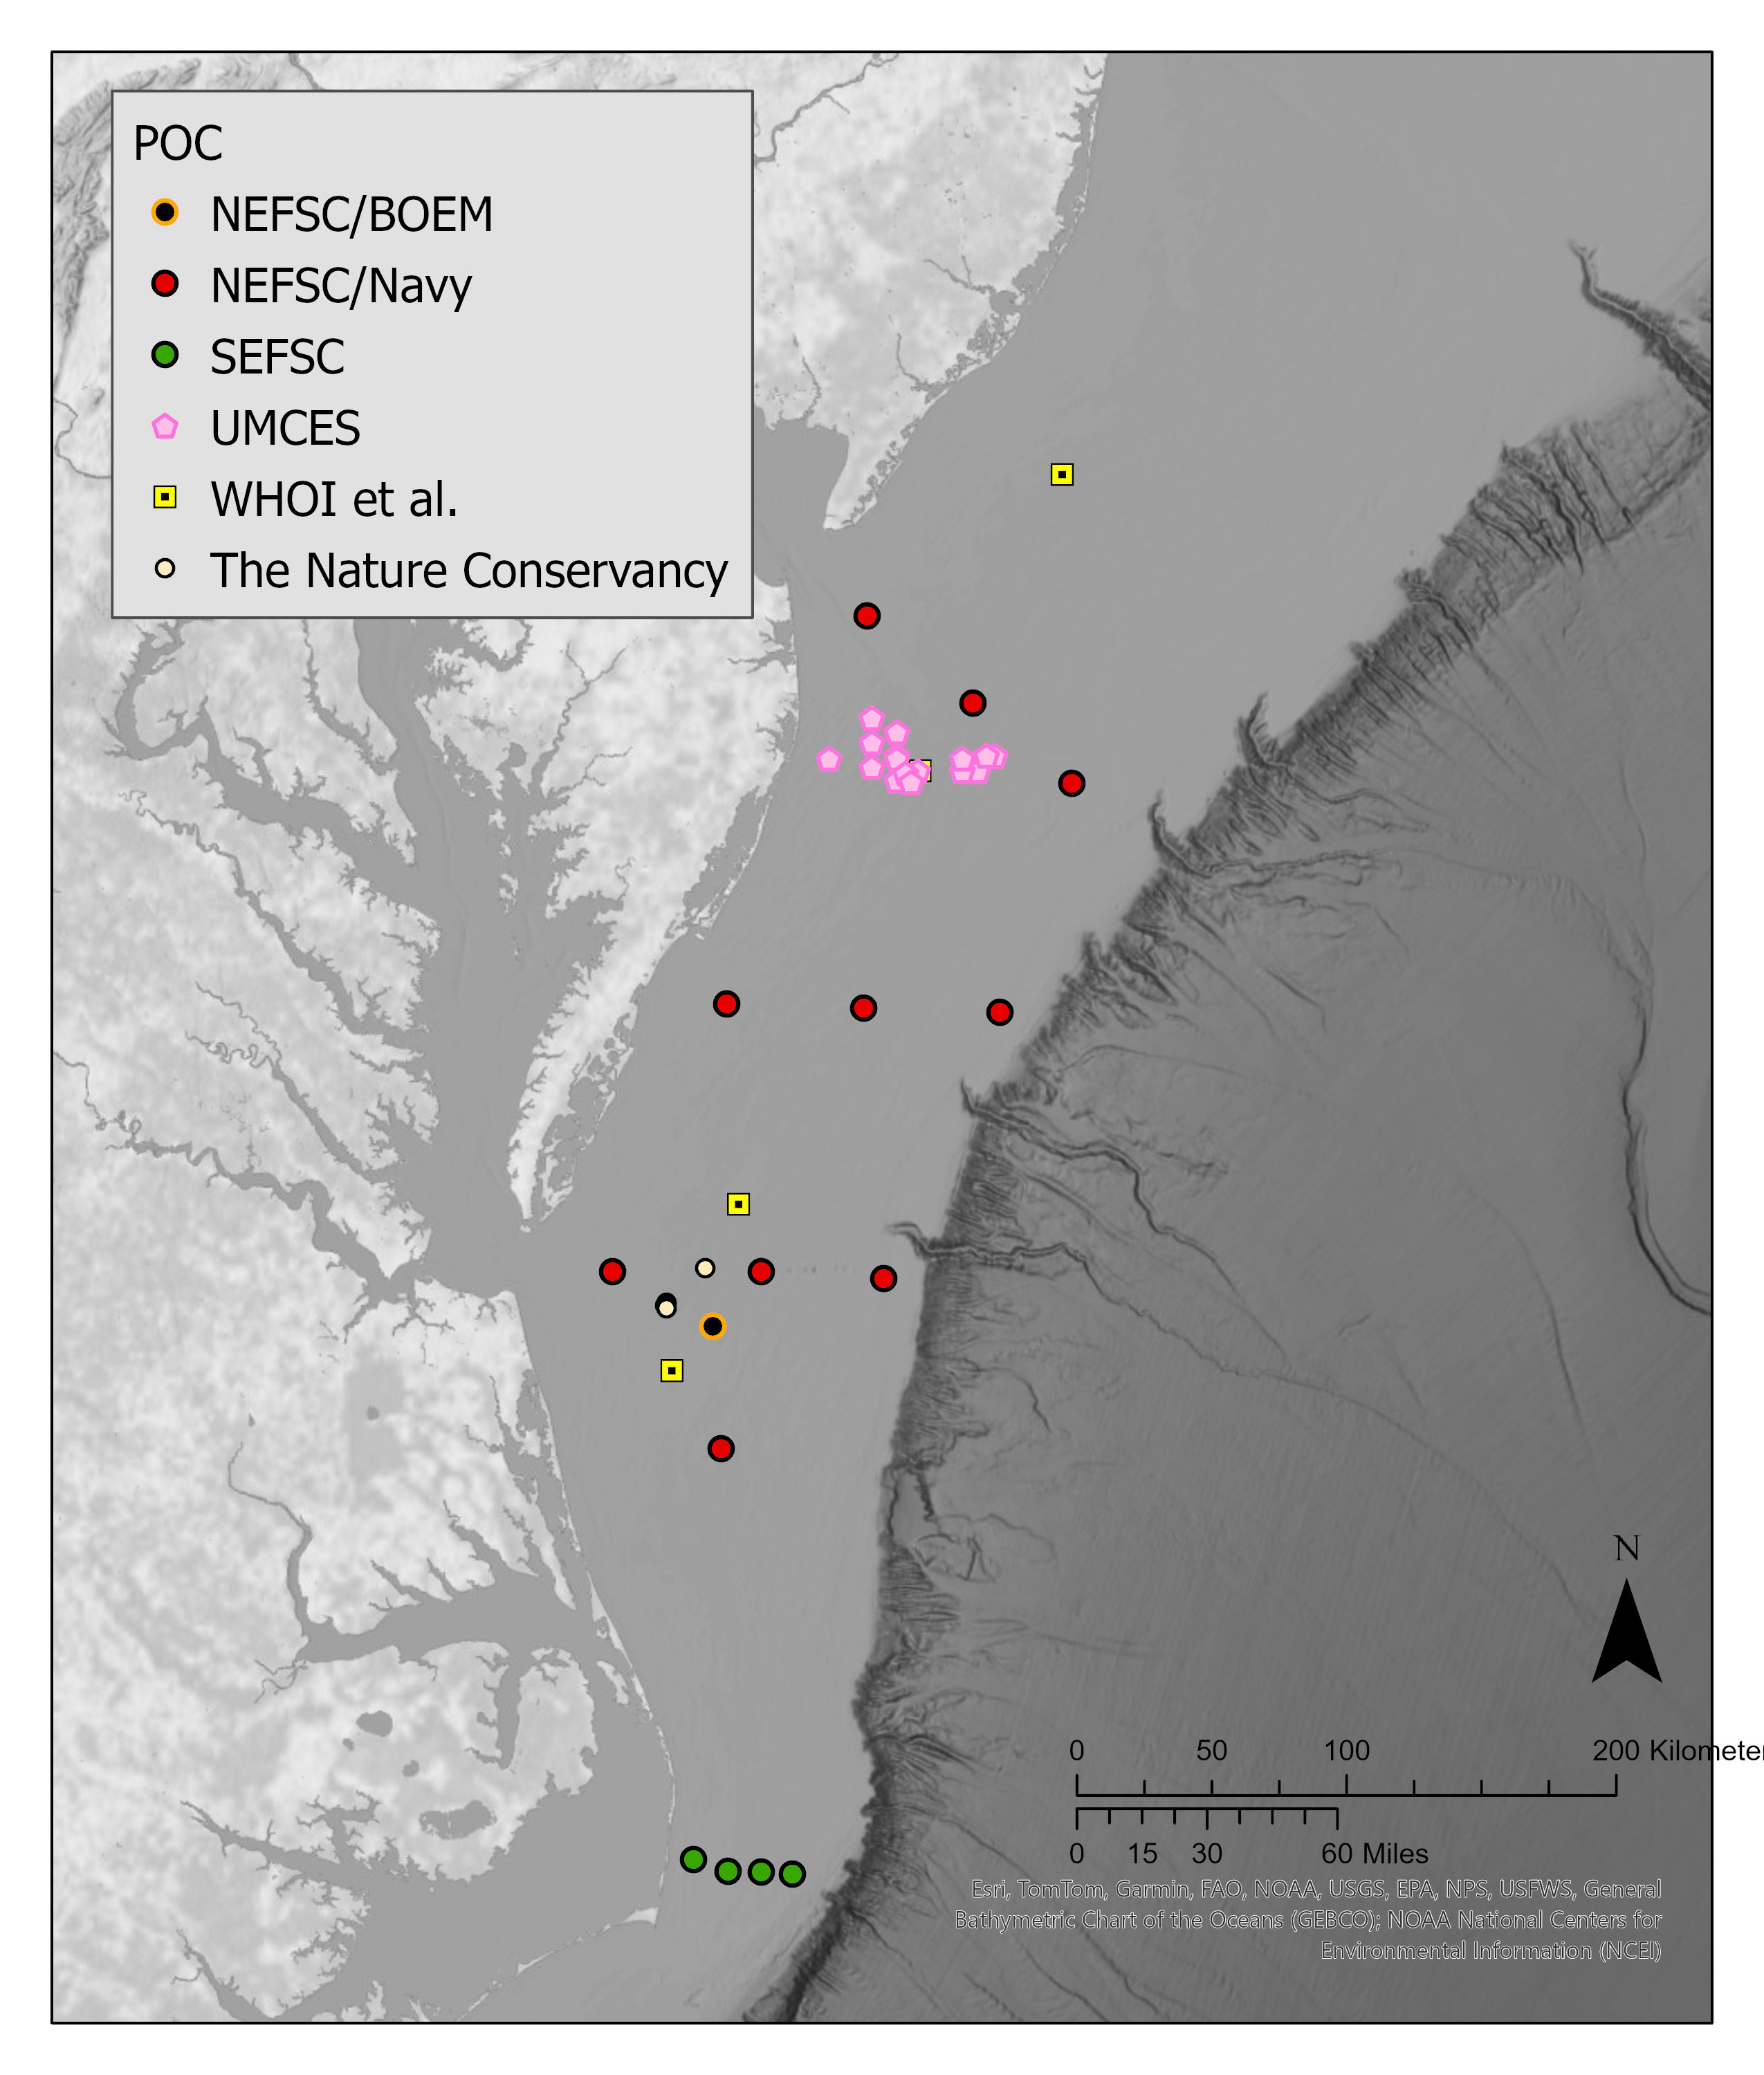 POC
NEFSC/BOEM
NEFSC/Navy
SEFSC
UMCES
WHOI et al.
The Nature Conservancy
N
0 50 100 200 Kilometer
0 15 30 60 Miles
Esri, TomTom, Garmin, FAO, NOAA, USGS, EPA, NPS, USFWS, General
Bathymetric Chart of the Oceans (GEBCO); NOAA National Centers for
Environmental Information (NCEI)